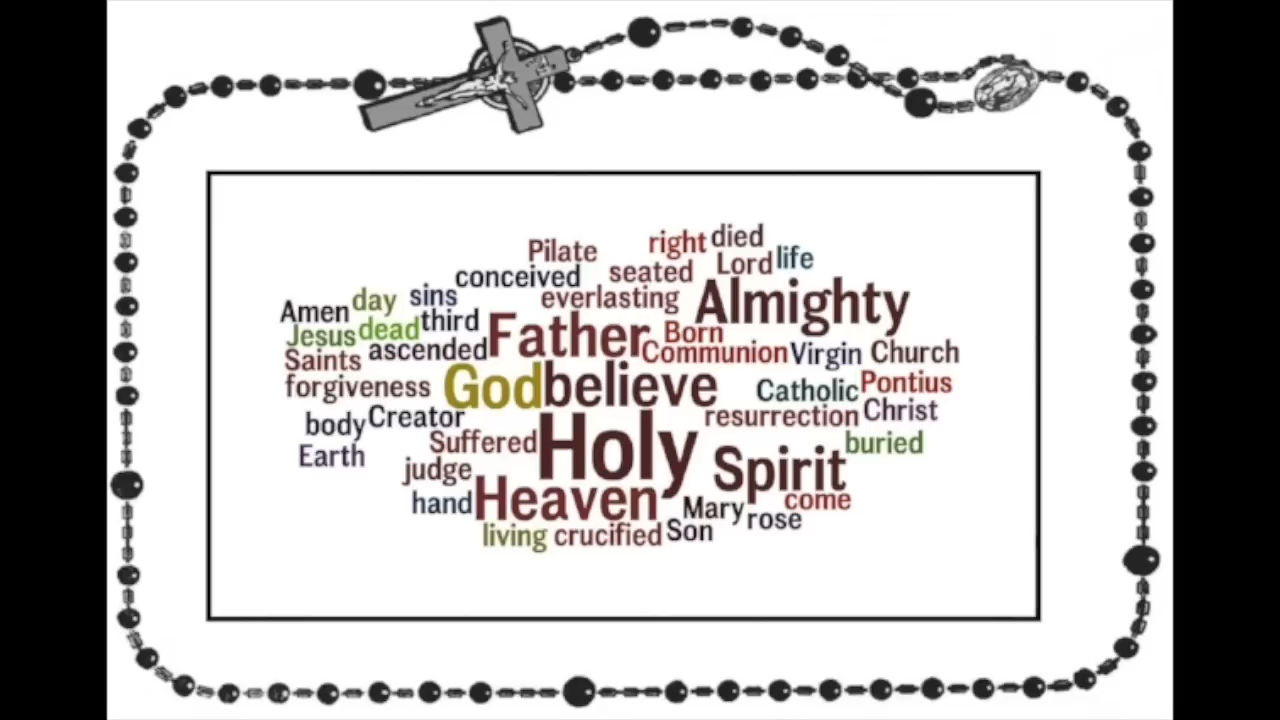 Pilate right died
conceived seated Lord life
Amen day sins everlasting Almighty
Jesus dead third Father Born
Saints ascended Communion Virgin Church
forgiveness God believe Catholic Pontius
body Creator resurrection Christ
Earth Suffered Holy Spirit buried
judge
hand Heaven Mary rose come
living crucified Son